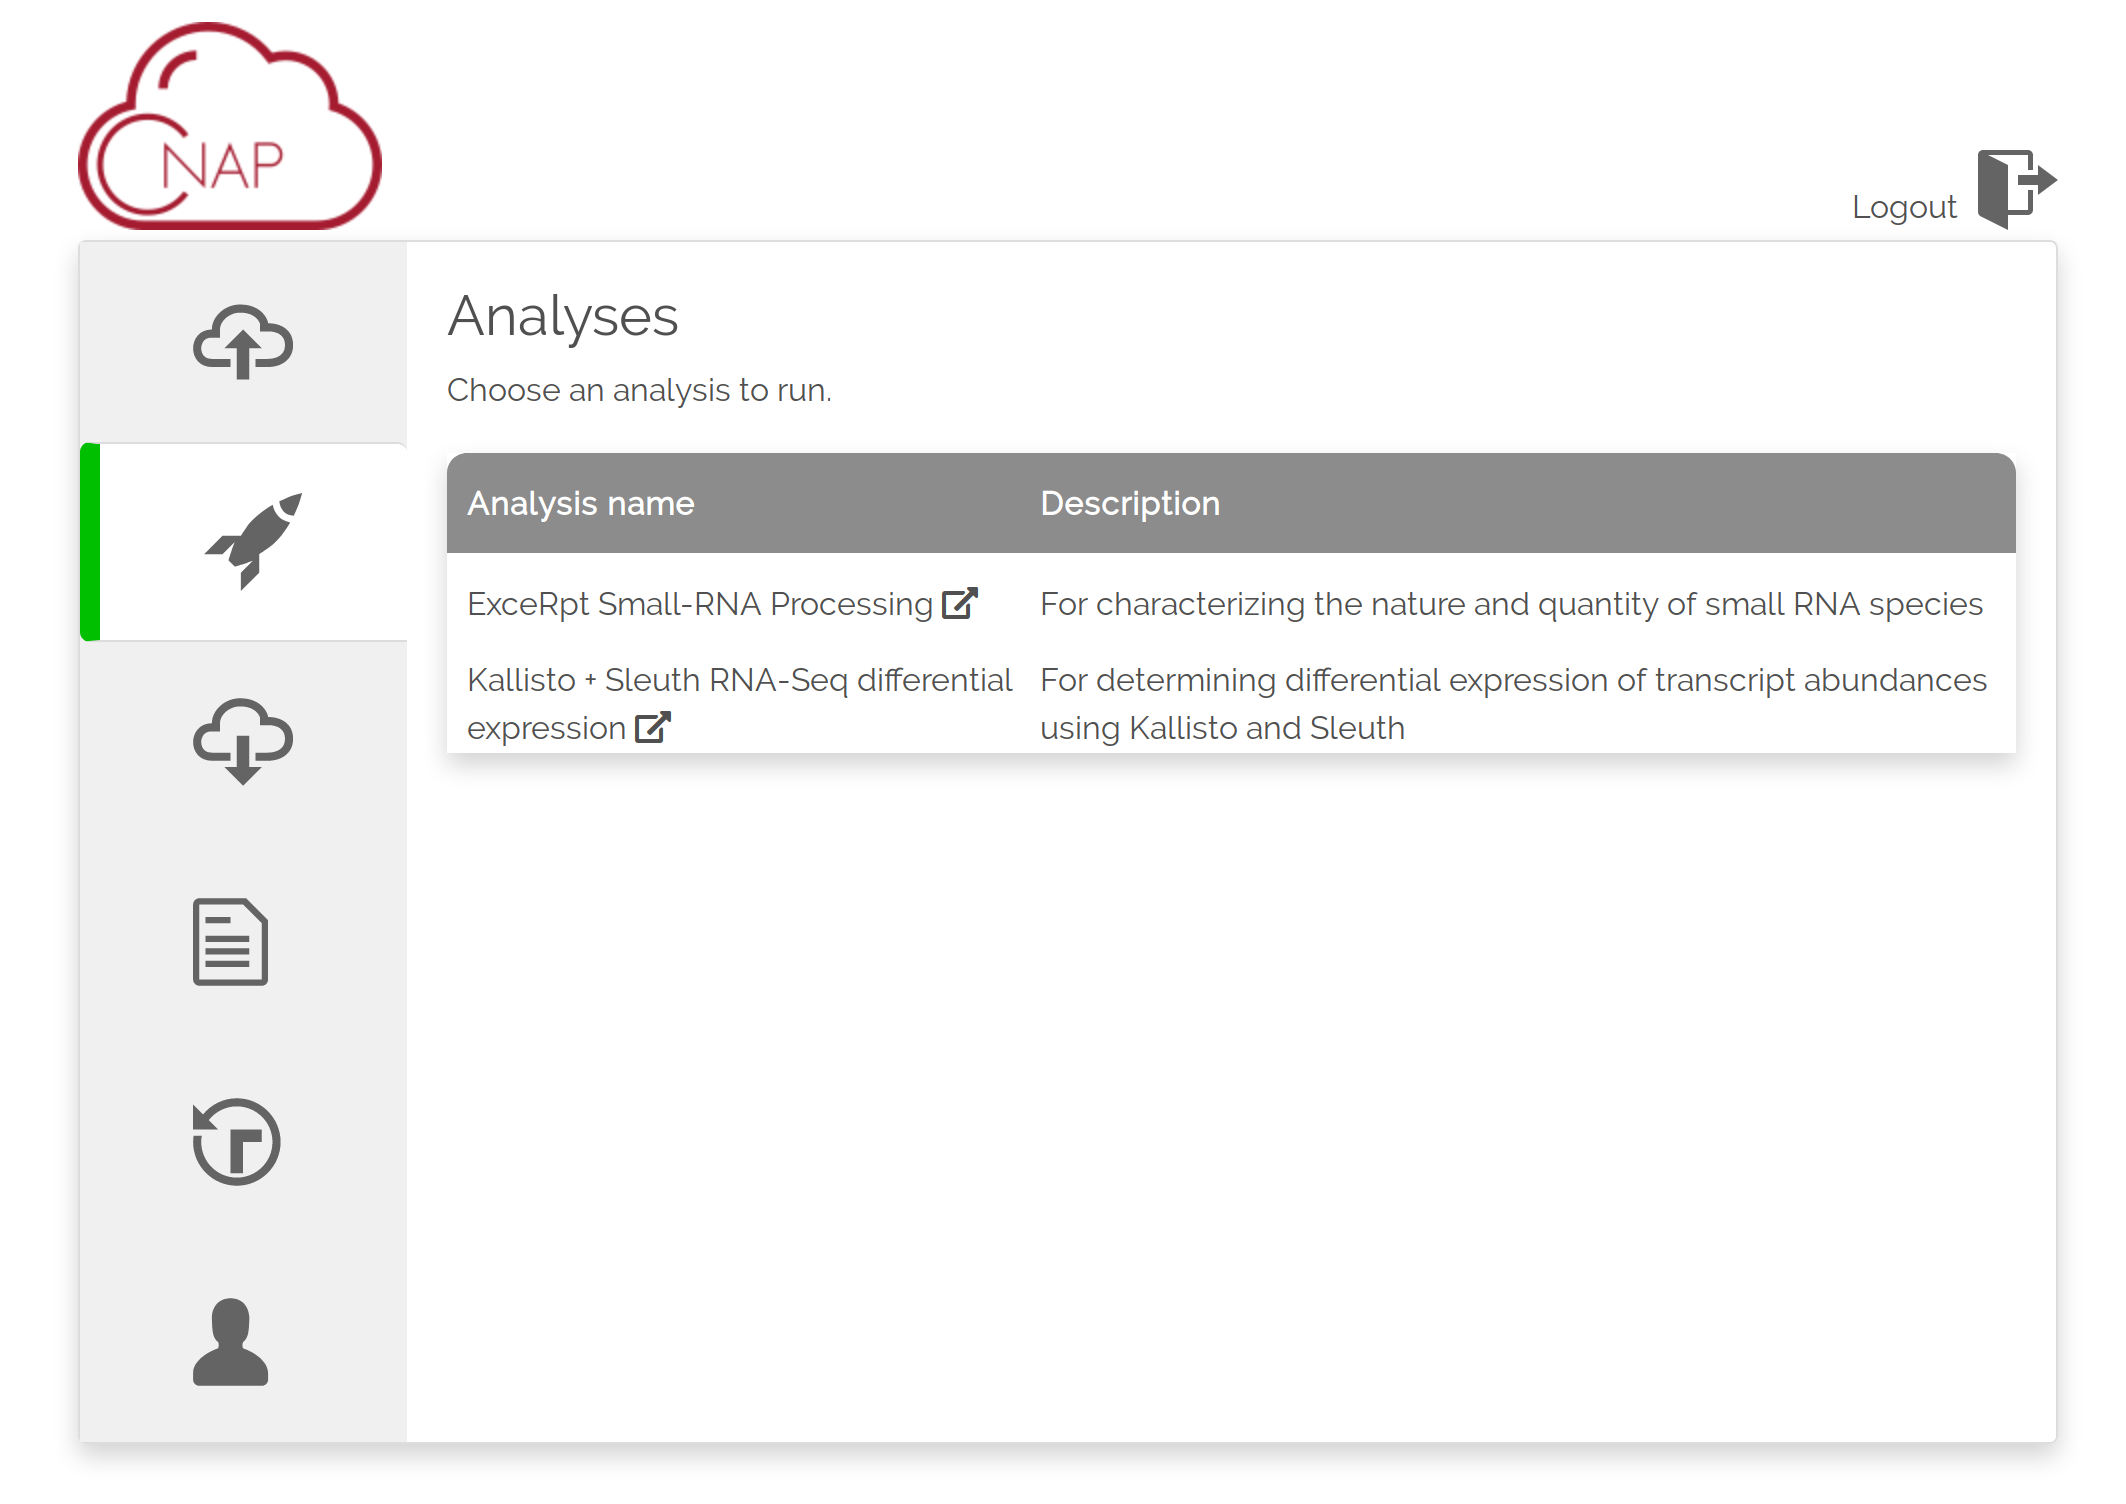 CNAP
Logout
Analyses
Choose an analysis to run.
Analysis name Description
ExceRpt Small-RNA Processing For characterizing the nature and quantity of small RNA species
Kallisto + Sleuth RNA-Seq differential For determining differential expression of transcript abundances
expression using Kallisto and Sleuth